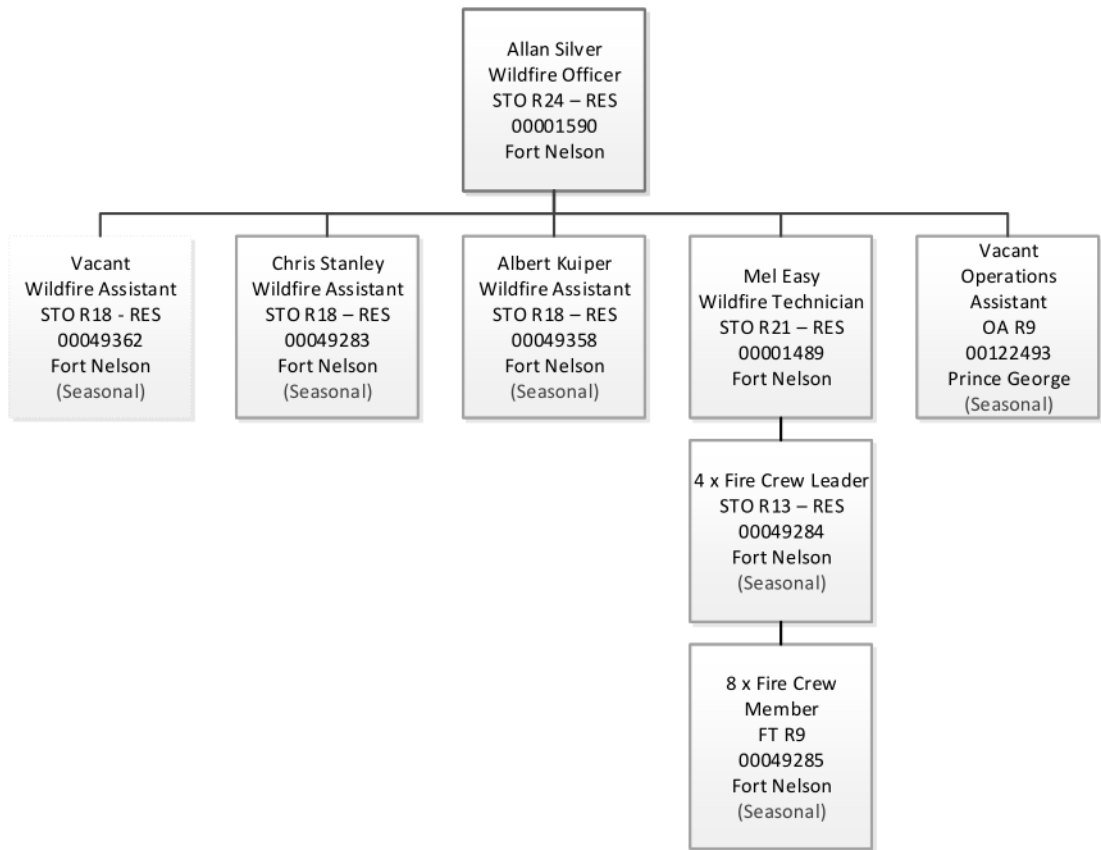 Allan Silver
Wildfire Officer
STO R24 – RES
00001590
Fort Nelson
Vacant
Wildfire Assistant
STO R18 - RES
00049362
Fort Nelson
(Seasonal)
Chris Stanley
Wildfire Assistant
STO R18 – RES
00049283
Fort Nelson
(Seasonal)
Albert Kuiper
Wildfire Assistant
STO R18 – RES
00049358
Fort Nelson
(Seasonal)
Mel Easy
Wildfire Technician
STO R21 – RES
00001489
Fort Nelson
Vacant
Operations
Assistant
OA R9
00122493
Prince George
(Seasonal)
4 x Fire Crew Leader
STO R13 – RES
00049284
Fort Nelson
(Seasonal)
8 x Fire Crew
Member
FT R9
00049285
Fort Nelson
(Seasonal)